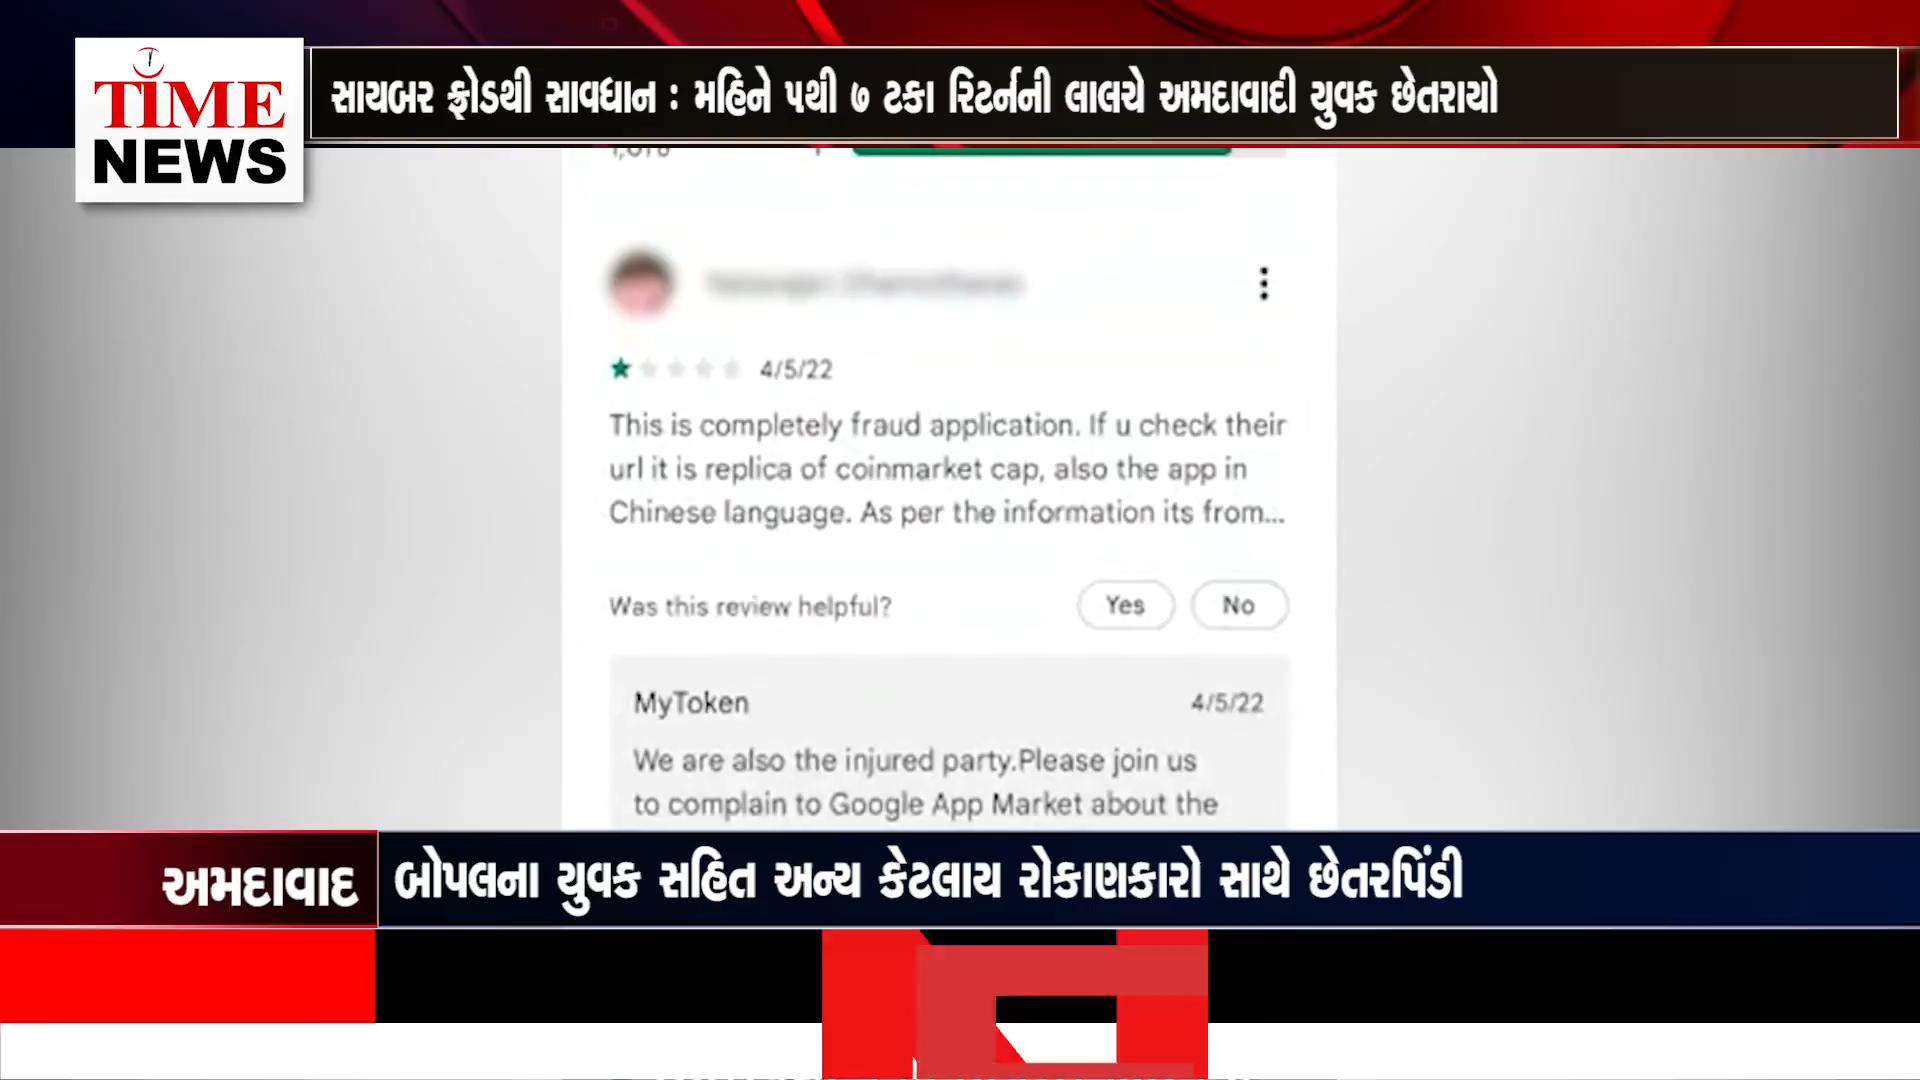 TIME
NEWS
સાયબર ફ્રોડથી સાવધાન : મહિને ૫થી ૭ ટકા રિટર્નની લાલચે અમદાવાદી યુવક છેતરાયો
4/5/22
This is completely fraud application. If u check their
url it is replica of coinmarket cap, also the app in
Chinese language. As per the information its from...
Was this review helpful?
Yes
No
MyToken
4/5/22
We are also the injured party.Please join us
to complain to Google App Market about the
અમદાવાદ
બોપલના યુવક સહિત અન્ય કેટલાય રોકાણકારો સાથે છેતરપિંડી